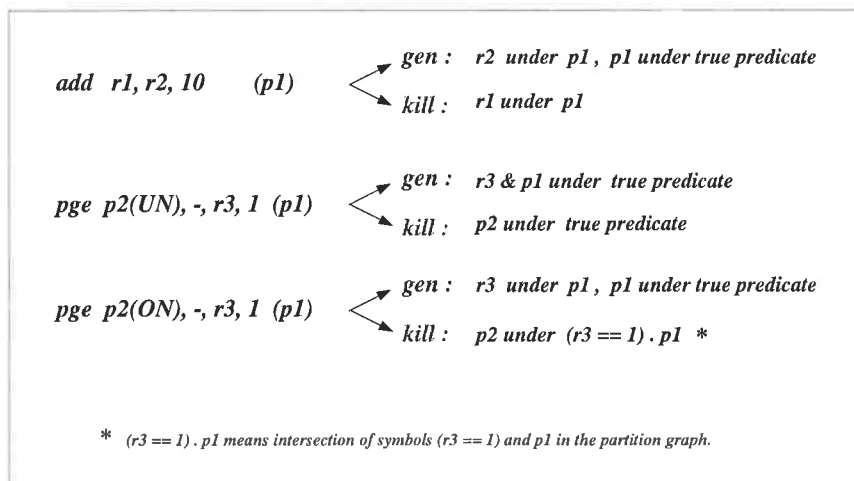 gen : r2 under p1 , p1 under true predicate
add r1, r2, 10 (p1)
kill : r1 under p1
gen : r3 & p1 under true predicate
pge p2(UN), -, r3, 1 (p1)
kill : p2 under true predicate
gen : r3 under p1 , p1 under true predicate
pge p2(ON), -, r3, 1 (p1)
kill : p2 under (r3 == 1) . p1 *
* (r3 == 1) . p1 means intersection of symbols (r3 == 1) and p1 in the partition graph.